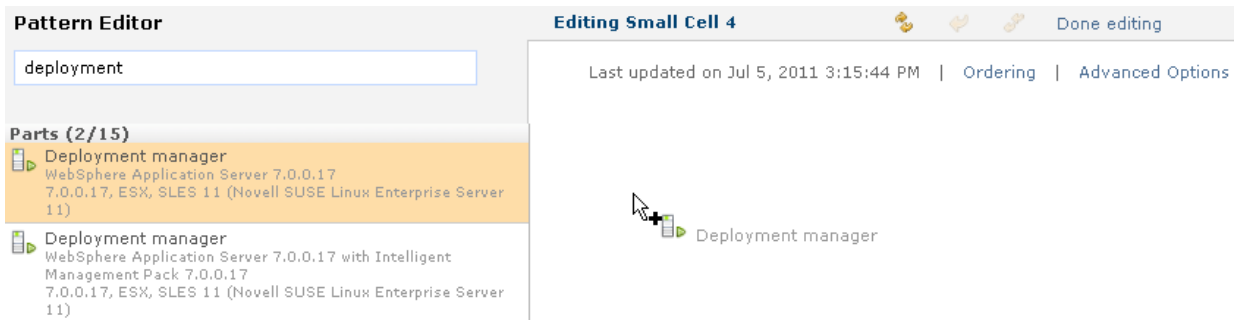 Pattern Editor
Editing Small Cell 4
Done editing
deployment
Last updated on Jul 5, 2011 3:15:44 PM | Ordering | Advanced Options
Parts (2/15)
Deployment manager
WebSphere Application Server 7.0.0.17
7.0.0.17, ESX, SLES 11 (Novell SUSE Linux Enterprise Server
11)
Deployment manager
WebSphere Application Server 7.0.0.17 with Intelligent
Management Pack 7.0.0.17
7.0.0.17, ESX, SLES 11 (Novell SUSE Linux Enterprise Server
11)
Deployment manager